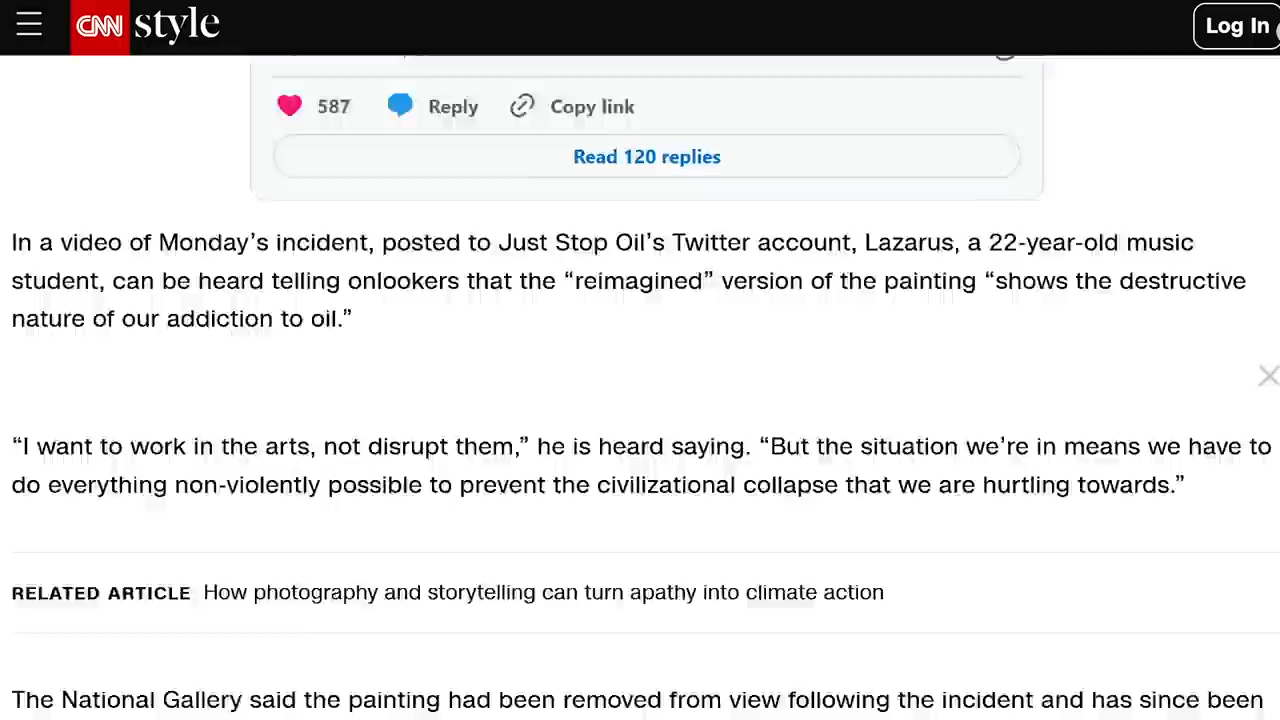 CNN style
Log In
587 Reply Copy link
Read 120 replies
In a video of Monday’s incident, posted to Just Stop Oil’s Twitter account, Lazarus, a 22-year-old music
student, can be heard telling onlookers that the “reimagined” version of the painting “shows the destructive
nature of our addiction to oil.”
“I want to work in the arts, not disrupt them,” he is heard saying. “But the situation we’re in means we have to
do everything non-violently possible to prevent the civilizational collapse that we are hurtling towards.”
RELATED ARTICLE How photography and storytelling can turn apathy into climate action
The National Gallery said the painting had been removed from view following the incident and has since been